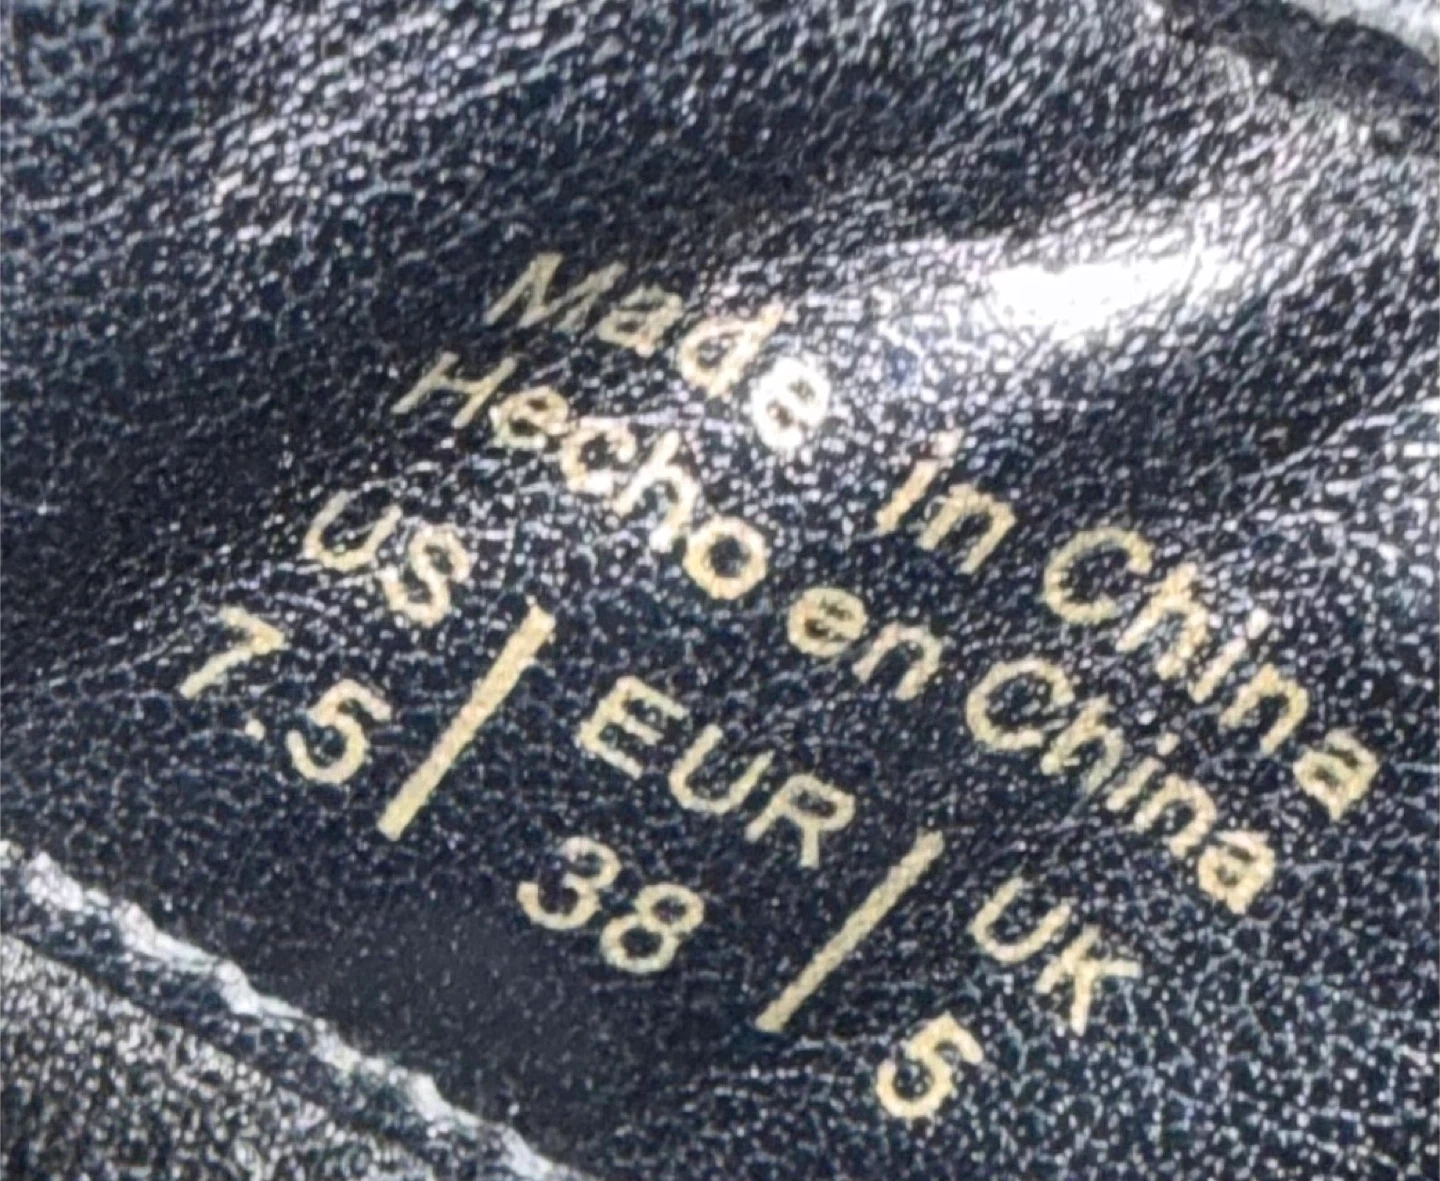 Made In China
Hecho en China
US | EUR | UK
7.5 | 38 | 5